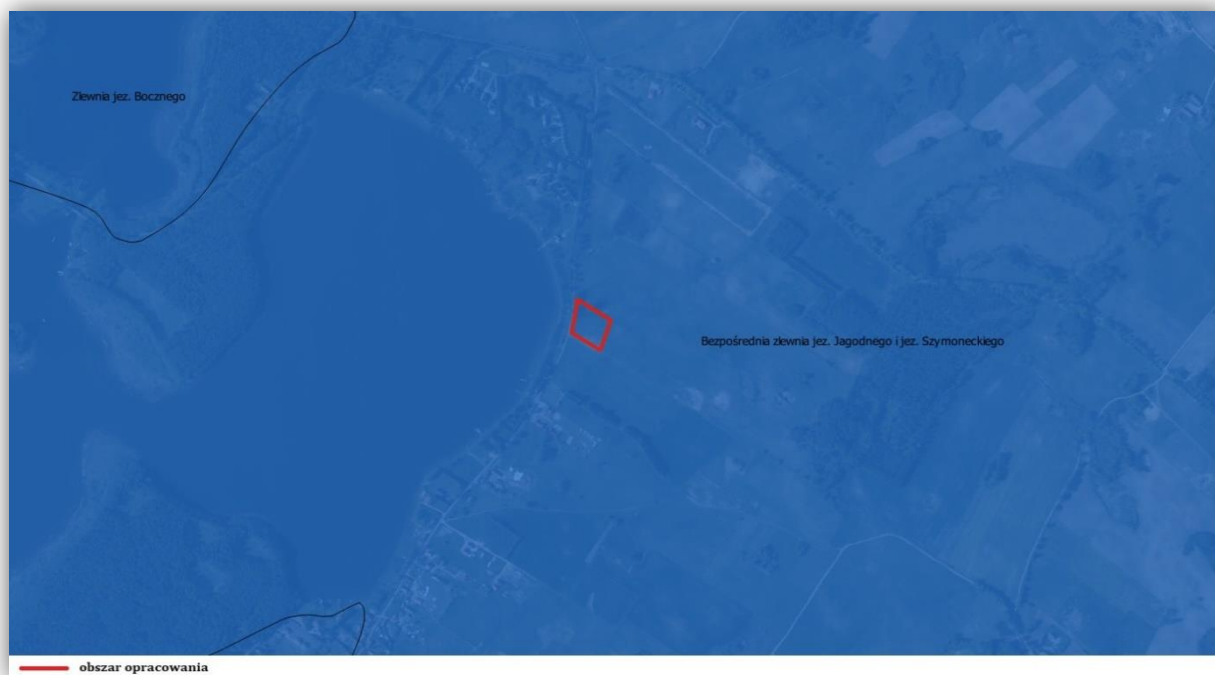 Zlewnia jez. Bocznego
Bezpośrednia zlewnia jez. Jagodnego i jez. Szymoneckiego
obszar opracowania